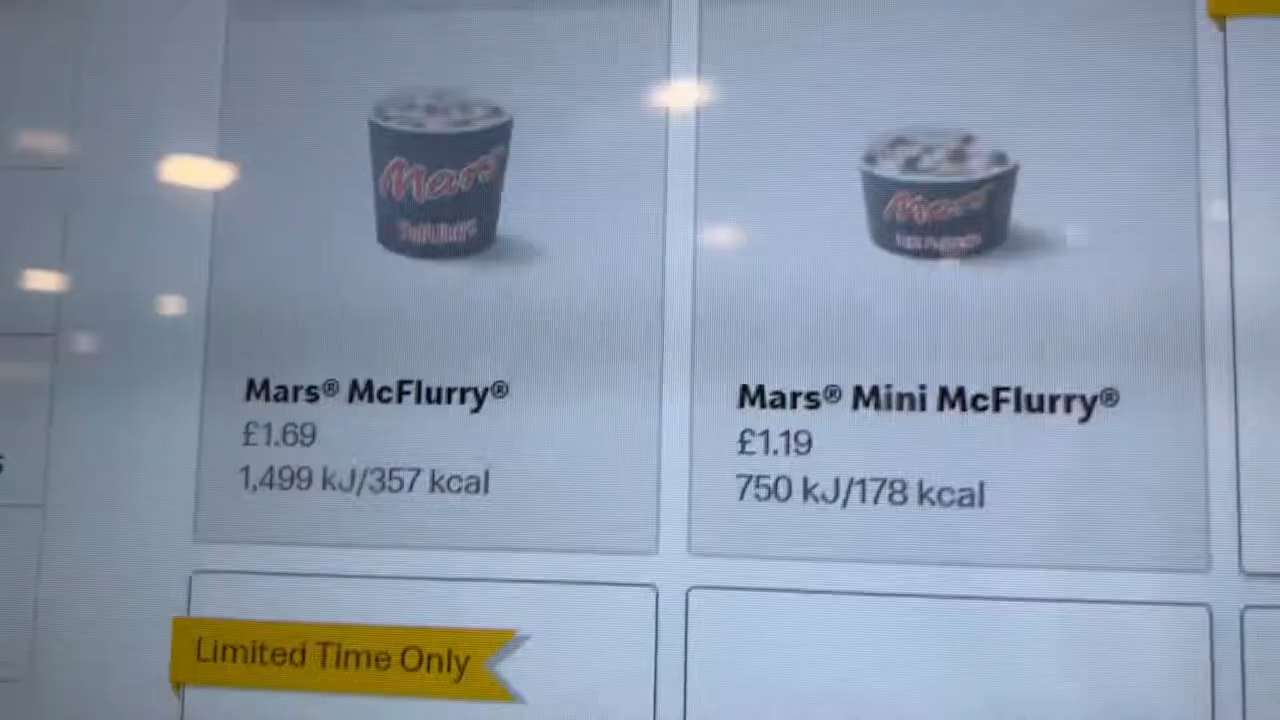 Mars
Mars
Mars® McFlurry®
£1.69
1,499 kJ/357 kcal
Mars® Mini McFlurry®
£1.19
750 kJ/178 kcal
Limited Time Only